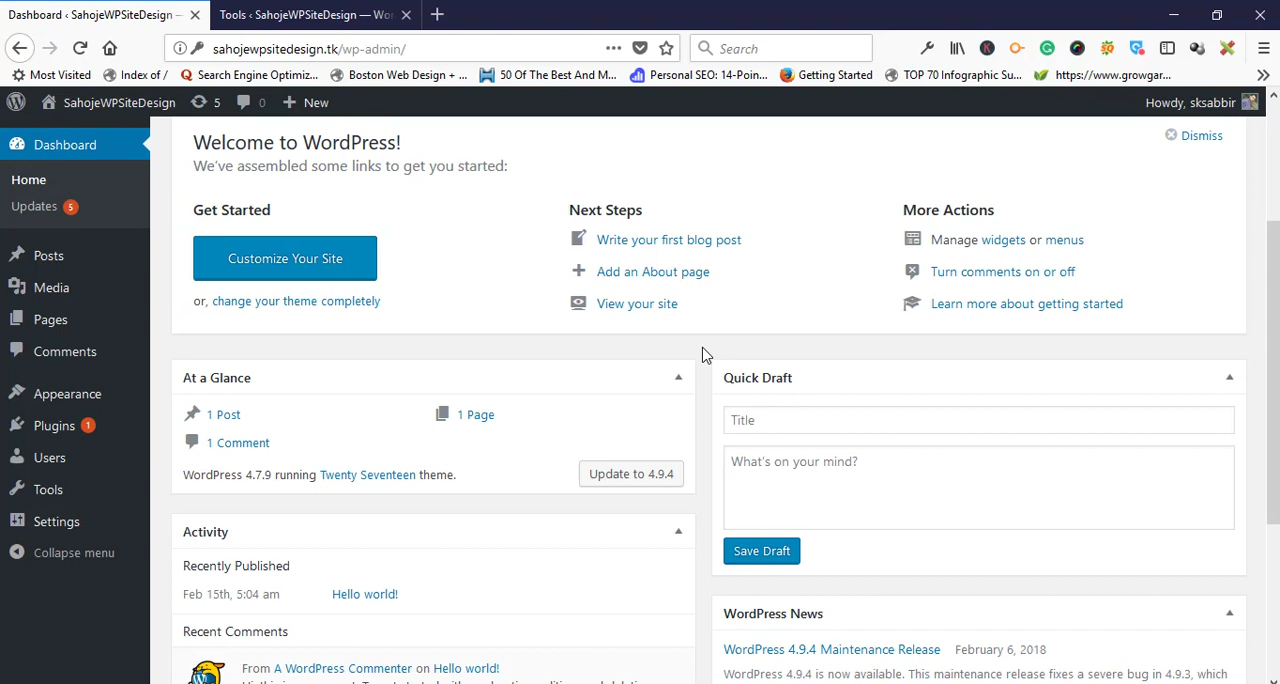 Dashboard ‹ SahojeWPSiteDesign —
Tools ‹ SahojeWPSiteDesign — Wo
sahojewpsitedesign.tk/wp-admin/
Search
Most Visited
Index of /
Search Engine Optimiz...
Boston Web Design + ...
50 Of The Best And M...
Personal SEO: 14-Poin...
Getting Started
TOP 70 Infographic Su...
https://www.growgar...
SahojeWPSiteDesign
5
0
New
Howdy, sksabbir
Dashboard
Home
Updates 5
Posts
Media
Pages
Comments
Appearance
Plugins 1
Users
Tools
Settings
Collapse menu
Welcome to WordPress!
Dismiss
We've assembled some links to get you started:
Get Started
Customize Your Site
or, change your theme completely
Next Steps
Write your first blog post
Add an About page
View your site
More Actions
Manage widgets or menus
Turn comments on or off
Learn more about getting started
At a Glance
1 Post
1 Page
1 Comment
WordPress 4.7.9 running Twenty Seventeen theme.
Update to 4.9.4
Activity
Recently Published
Feb 15th, 5:04 am
Hello world!
Recent Comments
From A WordPress Commenter on Hello world!
Quick Draft
Title
What's on your mind?
Save Draft
WordPress News
WordPress 4.9.4 Maintenance Release February 6, 2018
WordPress 4.9.4 is now available. This maintenance release fixes a severe bug in 4.9.3, which